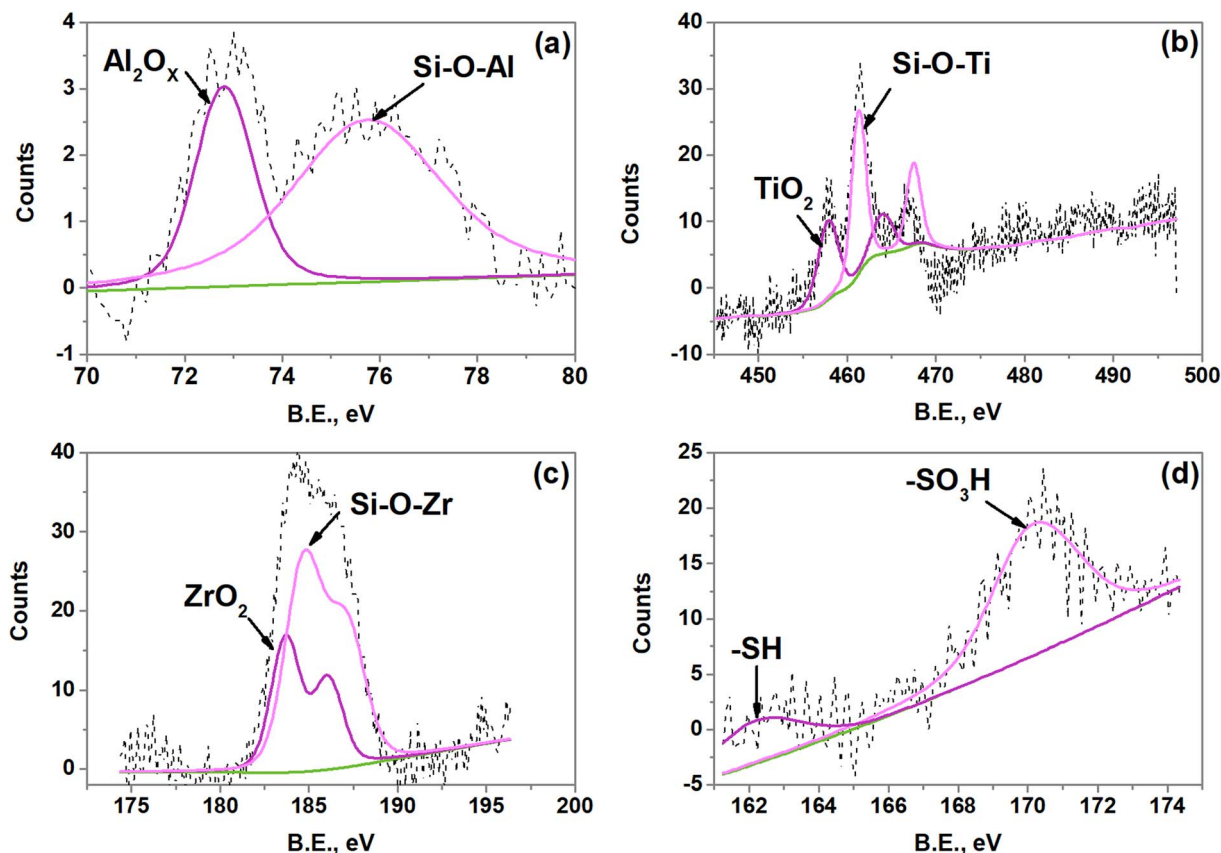 (a)
Al₂Oₓ
Si-O-Al
Counts
4
3
2
1
0
-1
70 72 74 76 78 80
B.E., eV
(b)
Si-O-Ti
TiO₂
Counts
40
30
20
10
0
-10
450 460 470 480 490 500
B.E., eV
(c)
Si-O-Zr
ZrO₂
Counts
40
30
20
10
0
175 180 185 190 195 200
B.E., eV
(d)
-SO₃H
-SH
Counts
25
20
15
10
5
0
-5
162 164 166 168 170 172 174
B.E., eV